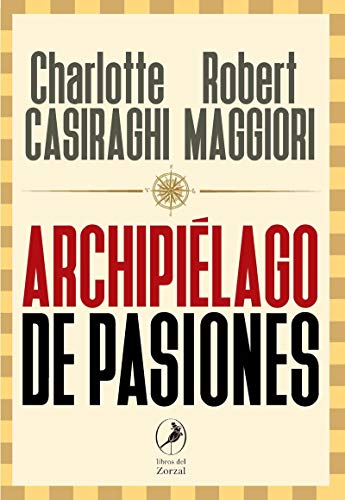 Charlotte Robert
CASIRAGHI MAGGIORI
ARCHIPIÉLAGO
DE PASIONES
libros del
Zorzal